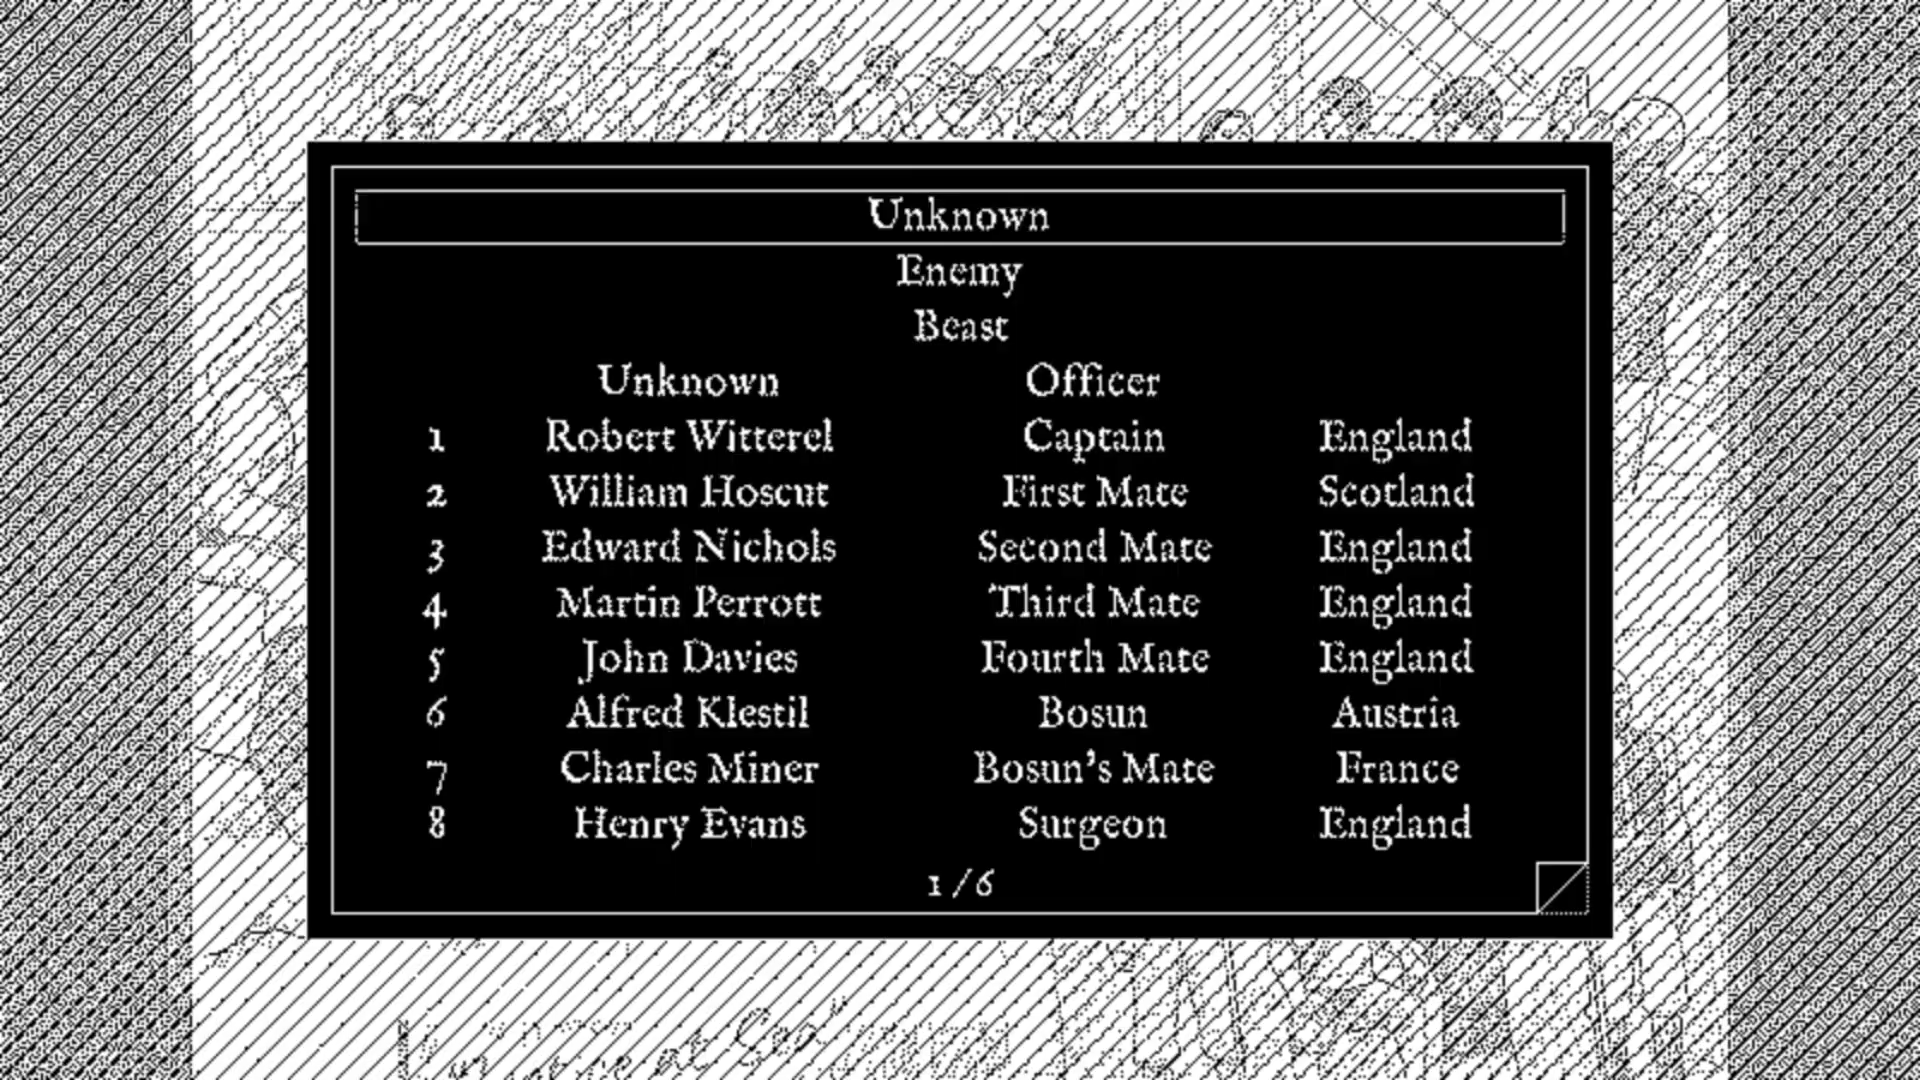 Unknown
Enemy
Beast
Unknown Officer
1 Robert Witterel Captain England
2 William Hoscut First Mate Scotland
3 Edward Nichols Second Mate England
4 Martin Perrott Third Mate England
5 John Davies Fourth Mate England
6 Alfred Klestil Bosun Austria
7 Charles Miner Bosun's Mate France
8 Henry Evans Surgeon England
1/6